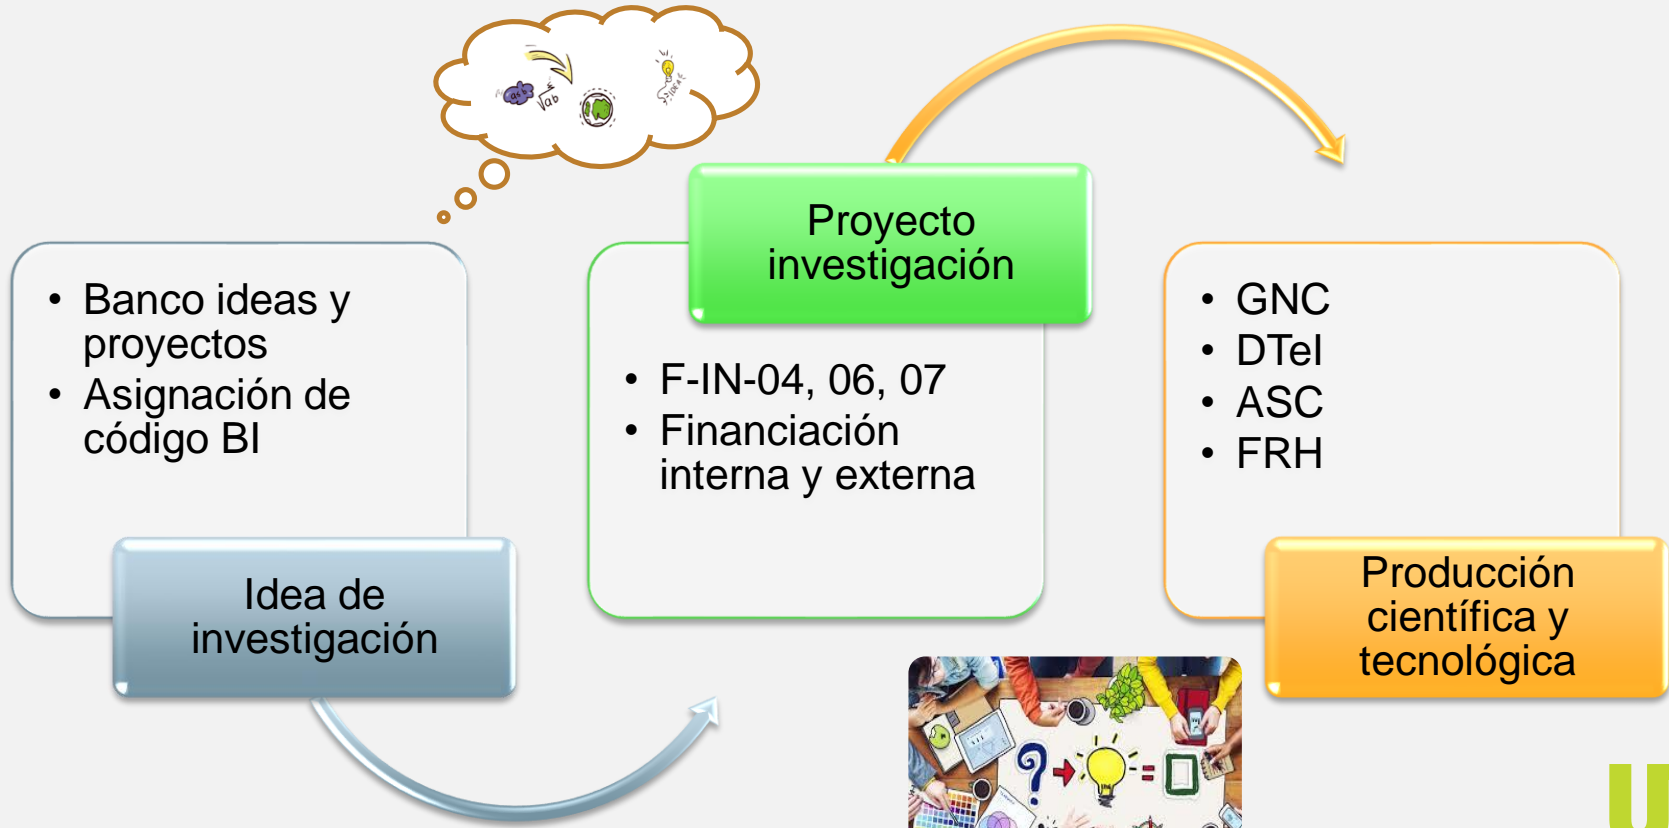 • Banco ideas y
proyectos
• Asignación de
código BI
Idea de
investigación
Proyecto
investigación
• F-IN-04, 06, 07
• Financiación
interna y externa
• GNC
• DTeI
• ASC
• FRH
Producción
científica y
tecnológica
? =